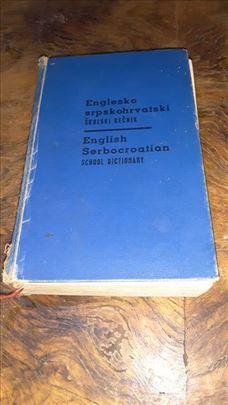 Englesko
srpskohrvatski
ŠKOLSKI REČNIK
English
Serbocroatian
SCHOOL DICTIONARY